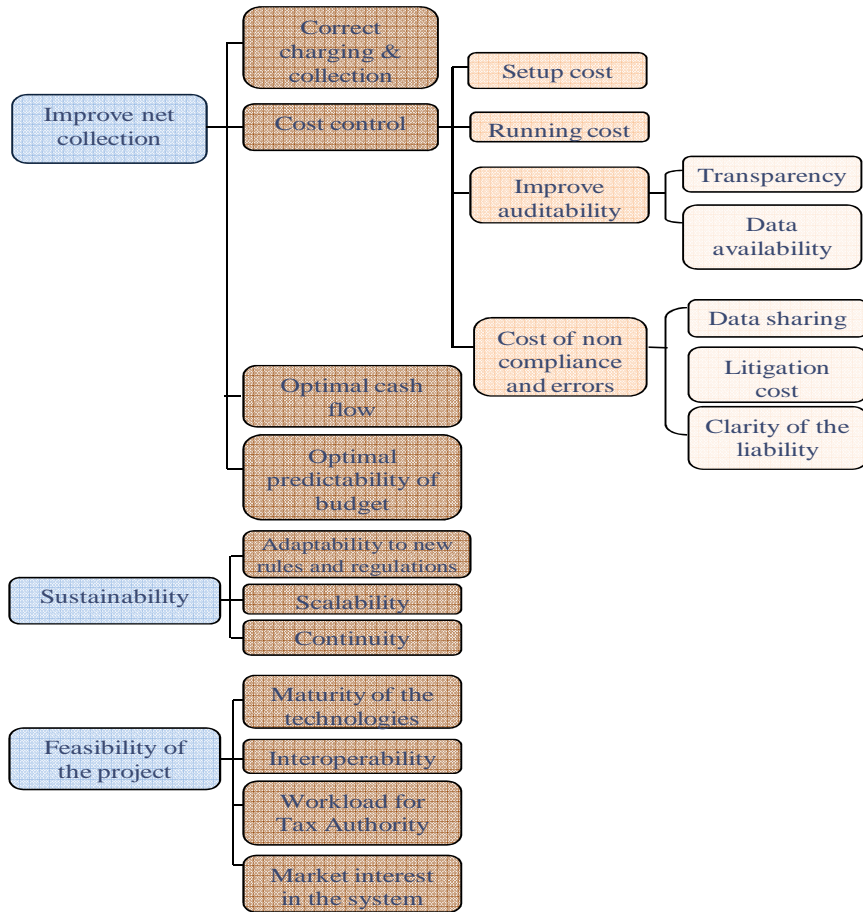 Correct
charging &
collection
Setup cost
Improve net
collection
Cost control
Running cost
Improve
auditability
Transparency
Data
availability
Cost of non
compliance
and errors
Data sharing
Litigation
cost
Clarity of the
liability
Optimal cash
flow
Optimal
predictability of
budget
Sustainability
Adaptability to new
rules and regulations
Scalability
Continuity
Feasibility of
the project
Maturity of the
technologies
Interoperability
Workload for
Tax Authority
Market interest
in the system